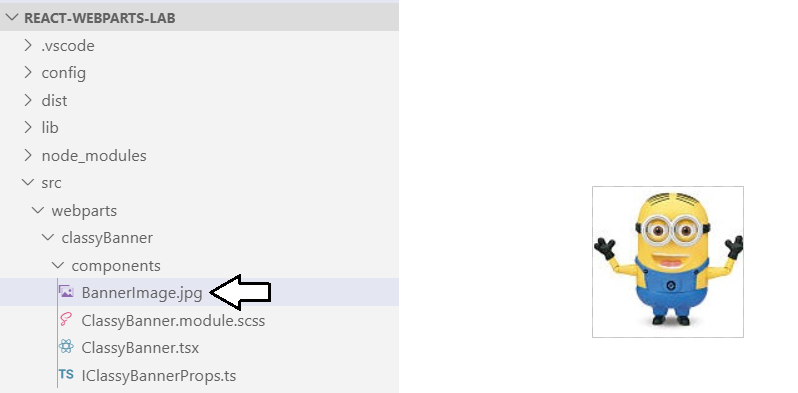 REACT-WEBPARTS-LAB
.vscode
config
dist
lib
node_modules
src
webparts
classyBanner
components
BannerImage.jpg
ClassyBanner.module.scss
ClassyBanner.tsx
TS IClassyBannerProps.ts